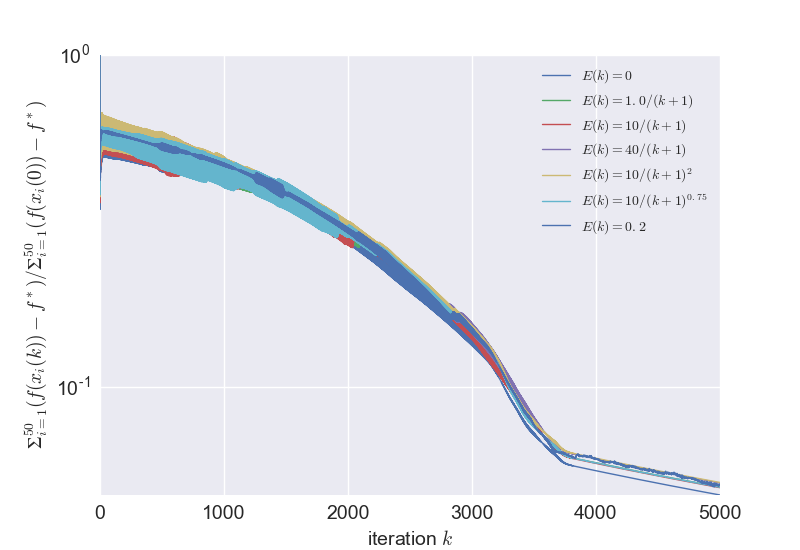 10^0
10^{-1}
Σ_{i=1}^{50}(f(x_i(k)) − f*)/Σ_{i=1}^{50}(f(x_i(0)) − f*)
E(k) = 0
E(k) = 1.0/(k+1)
E(k) = 10/(k+1)
E(k) = 40/(k+1)
E(k) = 10/(k+1)^2
E(k) = 10/(k+1)^{0.75}
E(k) = 0.2
0 1000 2000 3000 4000 5000
iteration k